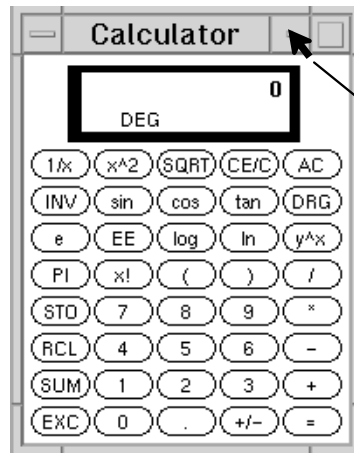 Calculator
0
DEG
1/x x^2 SQRT CE/C AC
INV sin cos tan DRG
e EE log ln y^x
PI x! ( ) /
STO 7 8 9 *
RCL 4 5 6 -
SUM 1 2 3 +
EXC 0 . +/- =